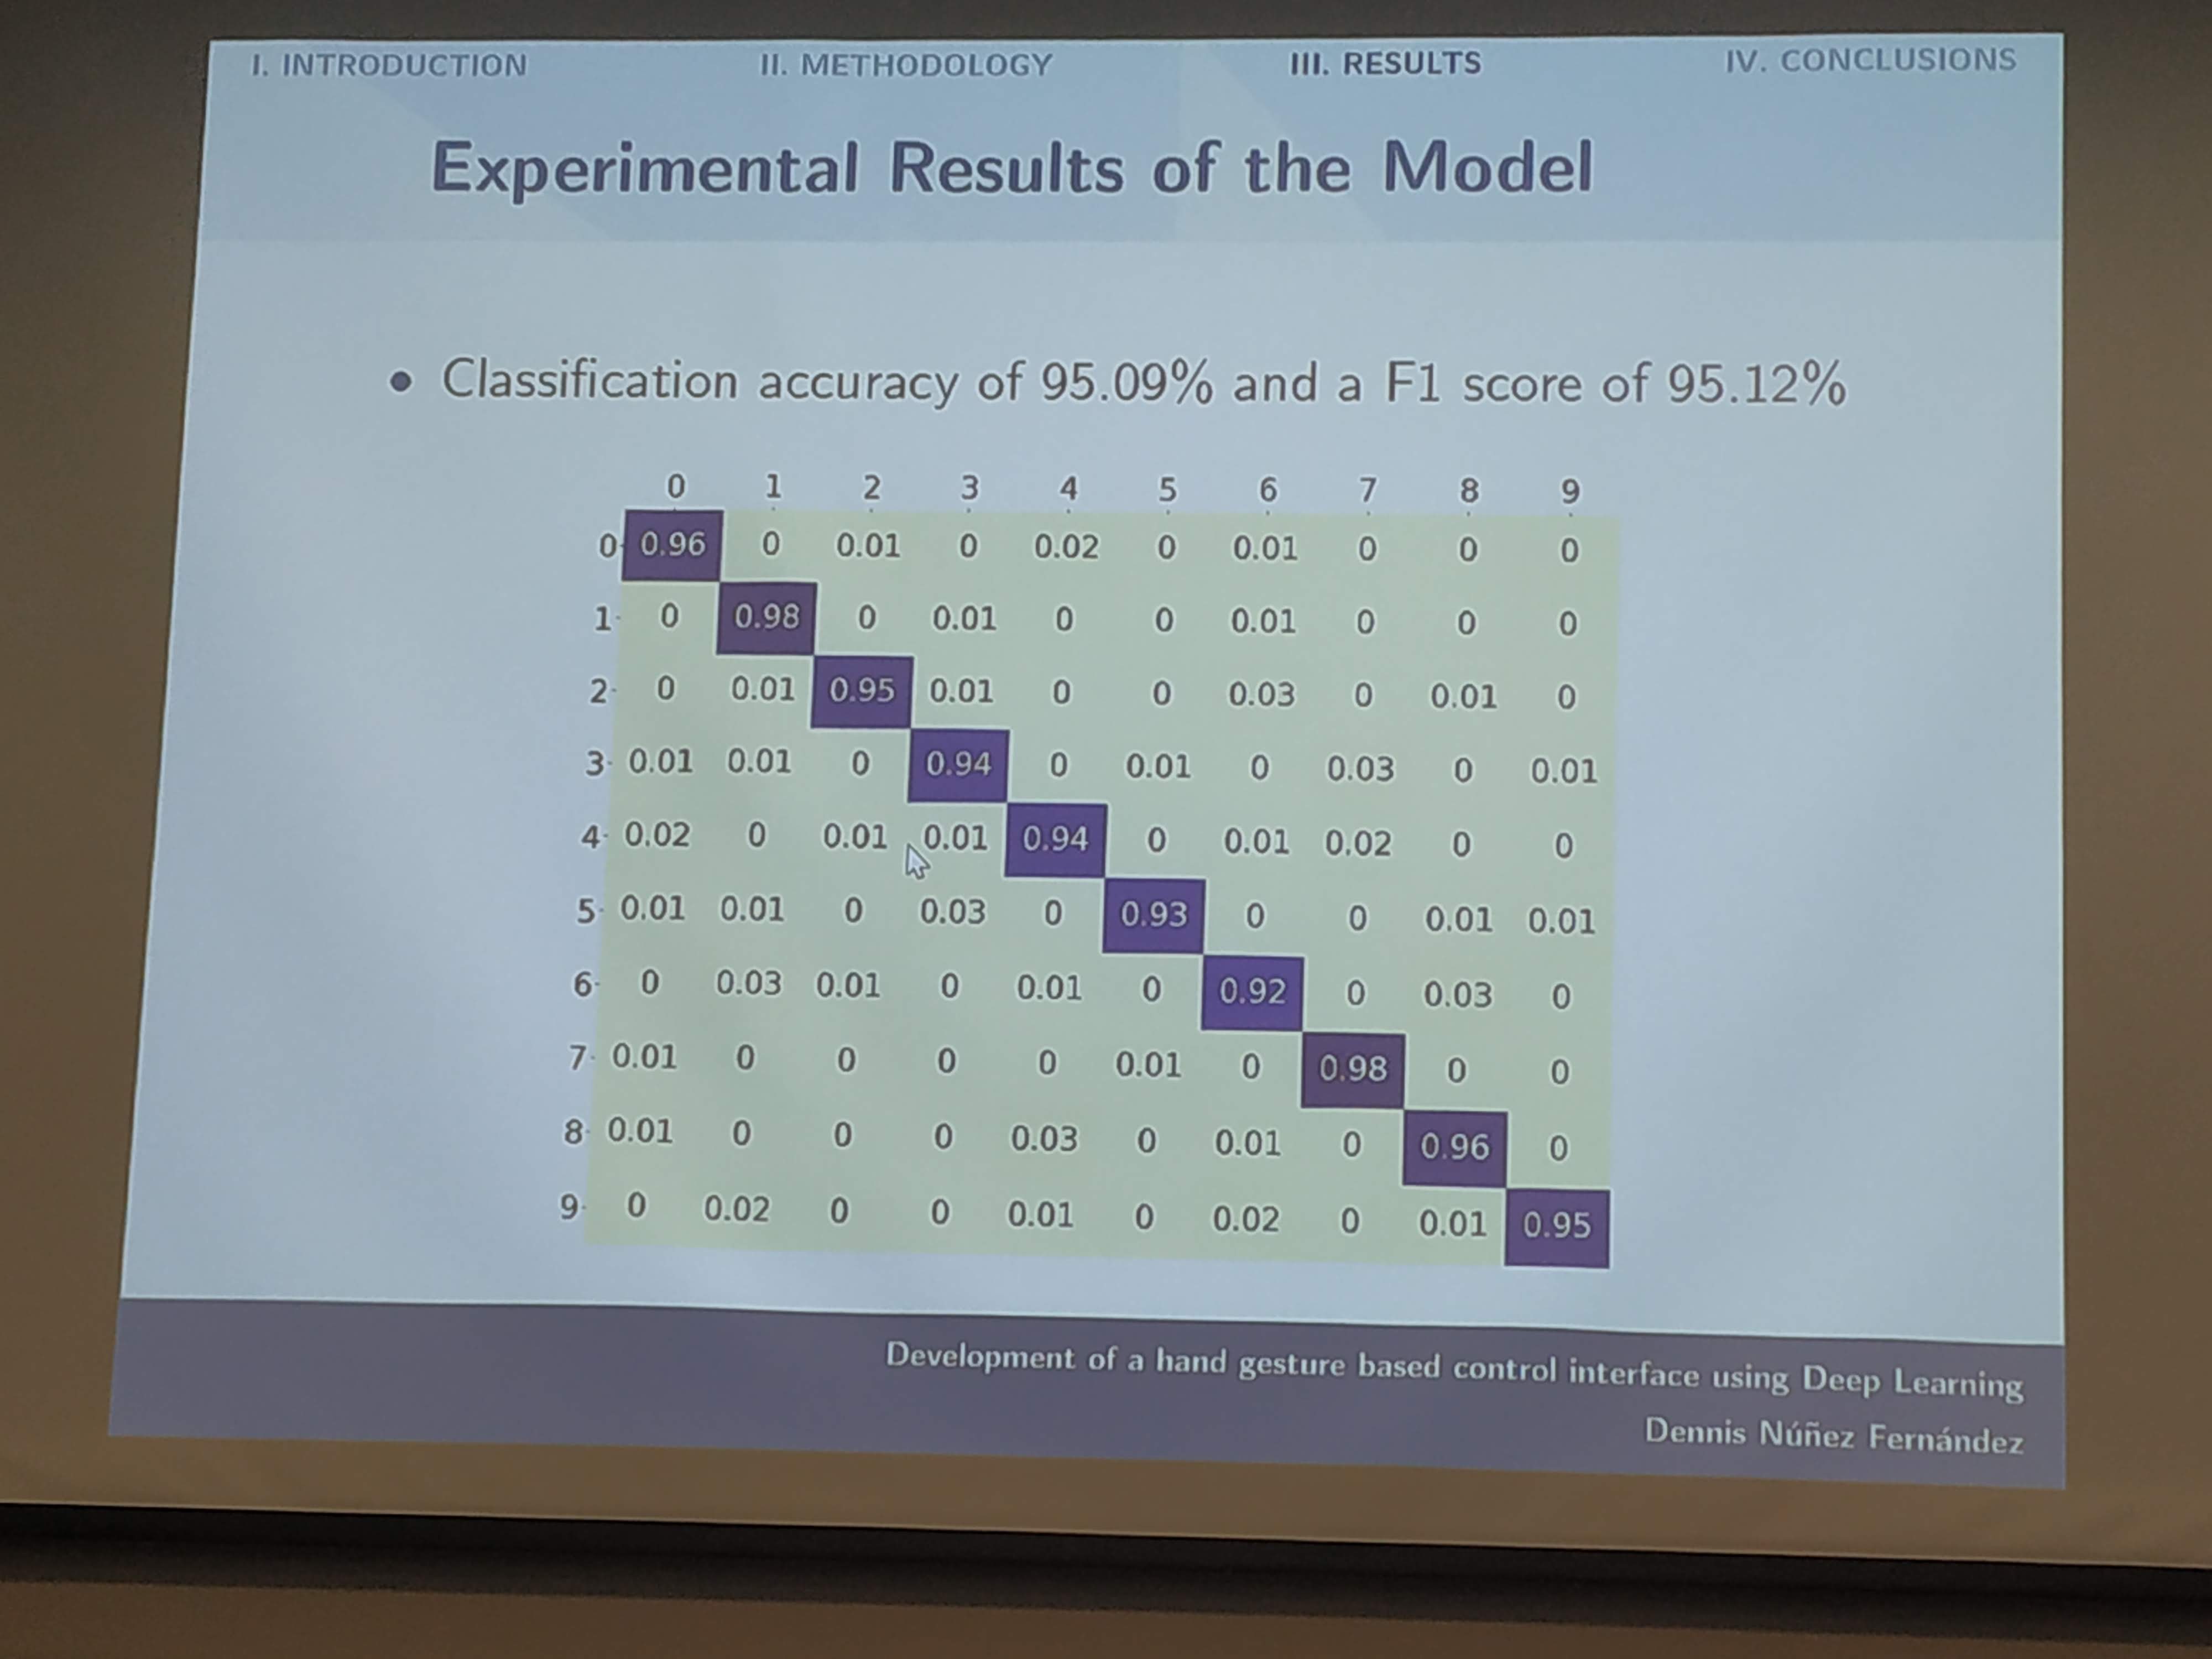 I. INTRODUCTION II. METHODOLOGY III. RESULTS IV. CONCLUSIONS
Experimental Results of the Model
• Classification accuracy of 95.09% and a F1 score of 95.12%
0 1 2 3 4 5 6 7 8 9
0 0.96 0 0.01 0 0.02 0 0.01 0 0 0
1 0 0.98 0 0.01 0 0 0.01 0 0 0
2 0 0.01 0.95 0.01 0 0 0.03 0 0.01 0
3 0.01 0.01 0 0.94 0 0.01 0 0.03 0 0.01
4 0.02 0 0.01 0.01 0.94 0 0.01 0.02 0 0
5 0.01 0.01 0 0.03 0 0.93 0 0 0.01 0.01
6 0 0.03 0.01 0 0.01 0 0.92 0 0.03 0
7 0.01 0 0 0 0 0.01 0 0.98 0 0
8 0.01 0 0 0 0.03 0 0.01 0 0.96 0
9 0 0.02 0 0 0.01 0 0.02 0 0.01 0.95
Development of a hand gesture based control interface using Deep Learning
Dennis Núñez Fernández